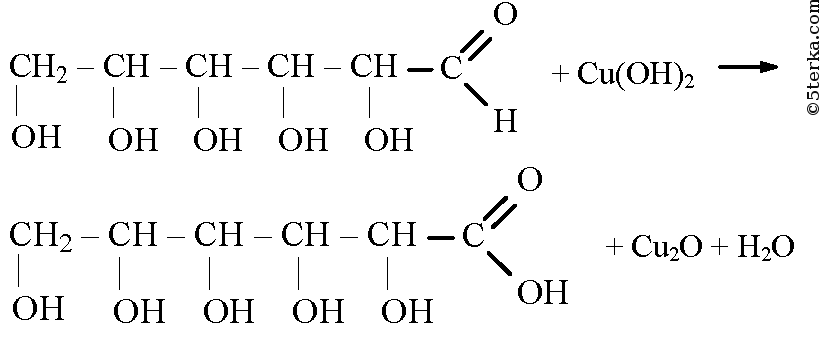 O
CH₂ – CH – CH – CH – CH – C + Cu(OH)₂ →
H
OH OH OH OH OH
O
CH₂ – CH – CH – CH – CH – C + Cu₂O + H₂O
OH
OH OH OH OH OH
©5terka.com